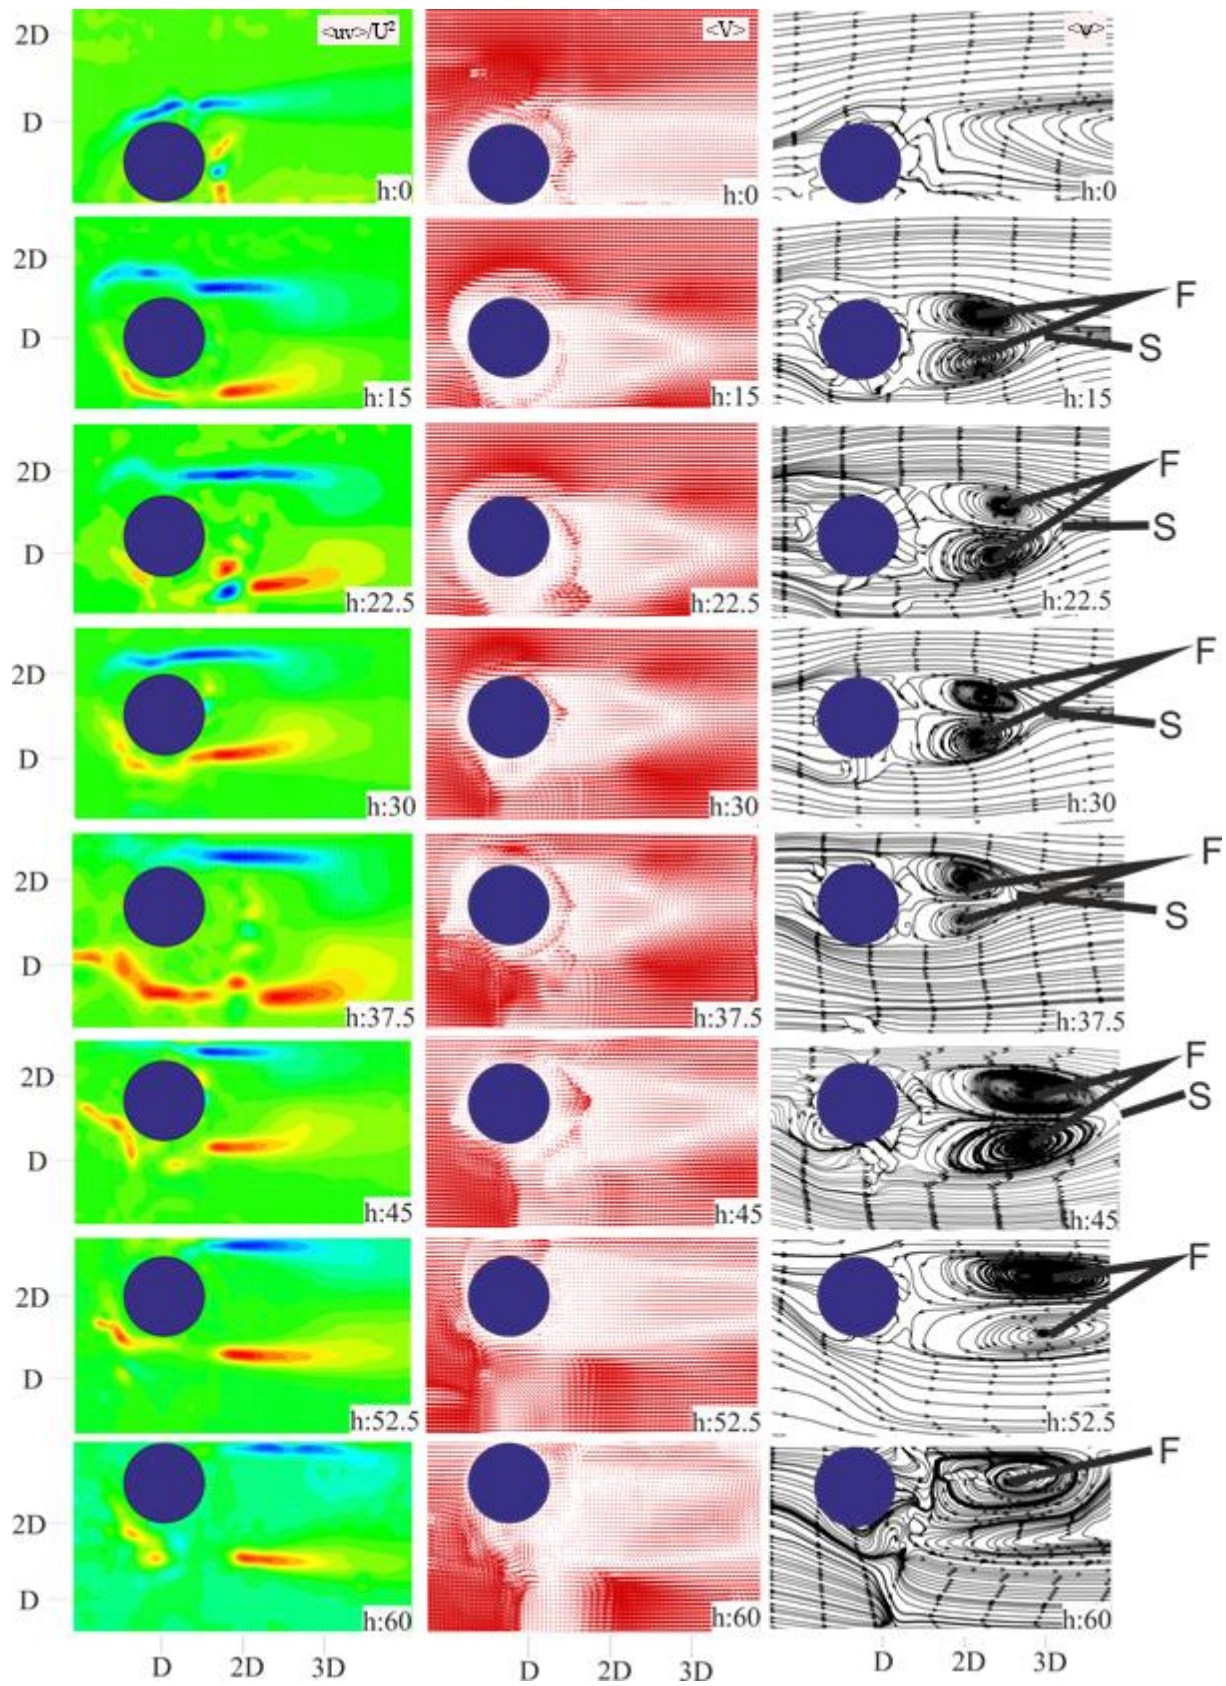 2D <uv>/U² <V> <ψ>
D
h:0 h:0 h:0
2D
F
D
S
h:15 h:15 h:15
2D F
S
D
h:22.5 h:22.5 h:22.5
F
2D
S
D
h:30 h:30 h:30
F
2D
S
D
h:37.5 h:37.5 h:37.5
F
2D
S
D
h:45 h:45 h:45
F
2D
D
h:52.5 h:52.5 h:52.5
F
2D
D
h:60 h:60 h:60
D 2D 3D D 2D 3D D 2D 3D